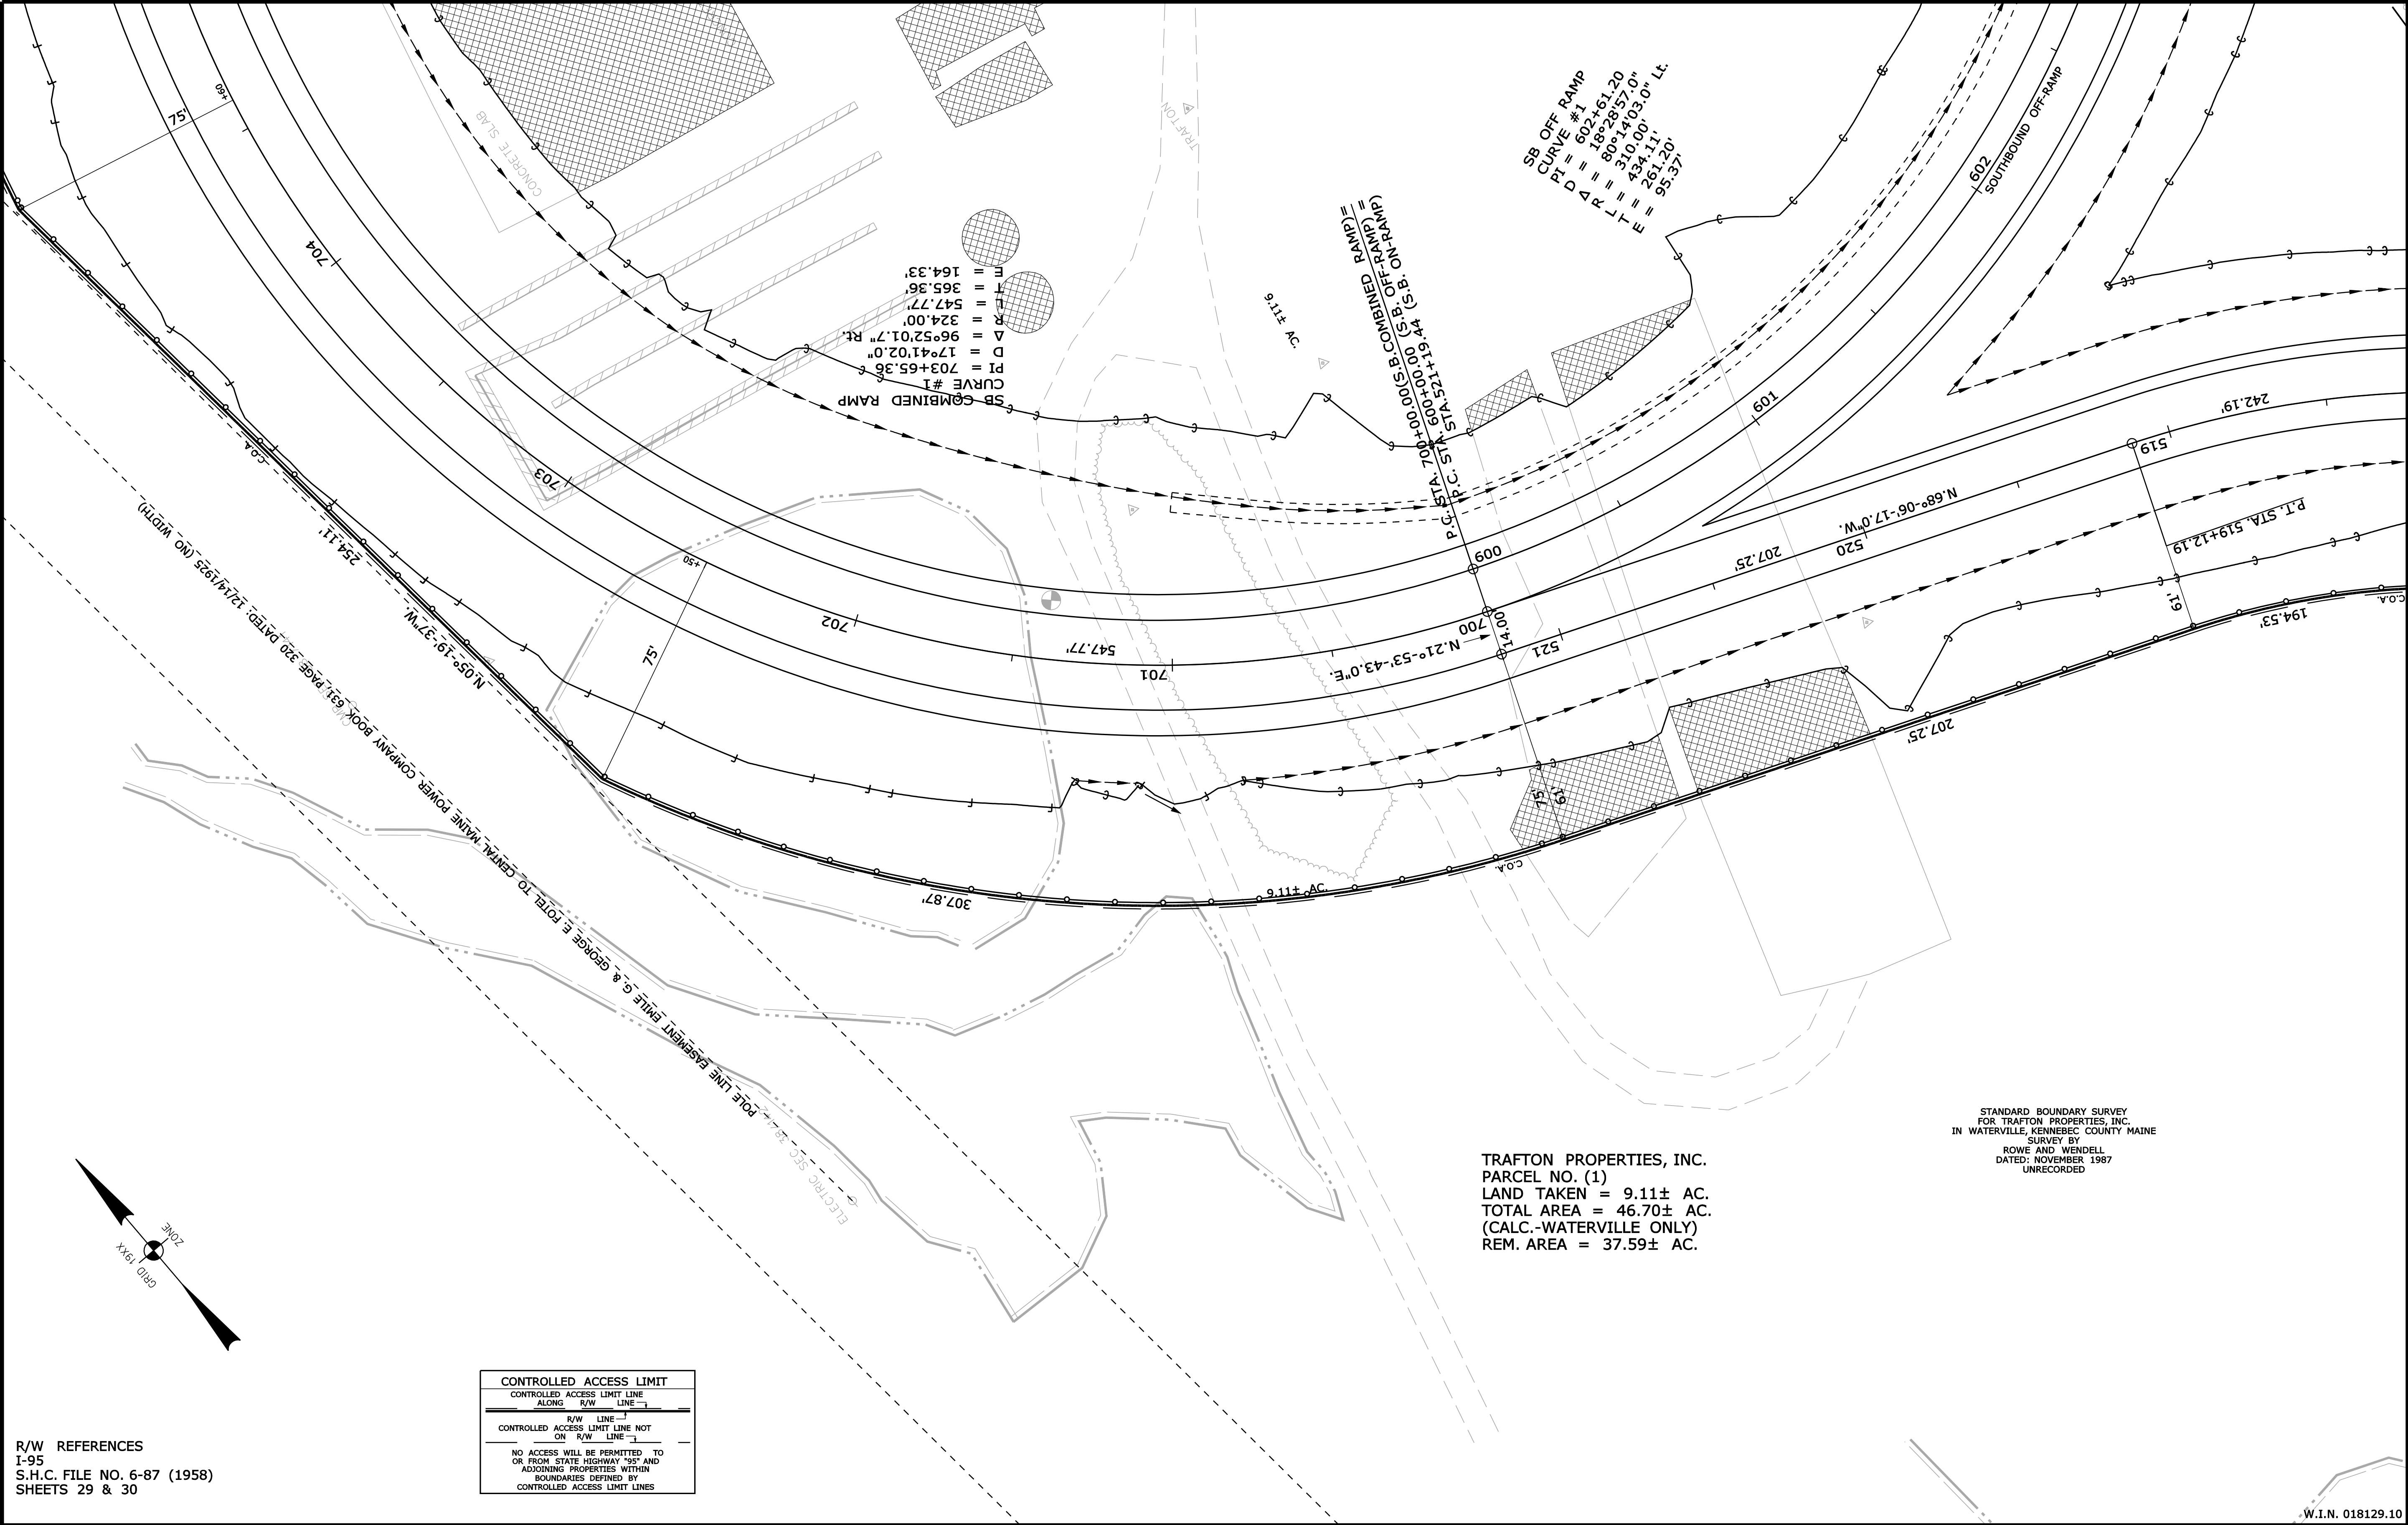 SB OFF RAMP
CURVE #1
PI = 602+61.20
D = 18°28'57.0"
Δ = 80°14'03.0" Lt.
R = 310.00'
L = 434.11'
T = 261.20'
E = 95.37'
SB COMBINED RAMP
CURVE #1
PI = 703+65.36
D = 17°41'02.0"
Δ = 96°52'01.7" Rt.
R = 324.00'
L = 547.77'
T = 365.36'
E = 164.33'
P.C. STA. 700+00.00(S.B.COMBINED RAMP)=
P.C. STA. 600+00.00 (S.B. OFF-RAMP) =
STA.521+19.44 (S.B. ON-RAMP)
SOUTHBOUND OFF-RAMP
602
601
600
700
701
702
703
704
519
520
521
+60
75'
+50
75'
CONCRETE SLAB
TRAFTON
9.11± AC.
242.19'
N.68°-06'-17.0"W.
207.25'
P.T. STA. 519+12.19
61'
194.53'
C.O.A.
N.21°-53'-43.0"E.
14.00'
547.77'
75'
61'
207.25'
C.O.A.
9.11± AC.
307.87'
C.O.A.
254.11'
N.05°-19'-37"W.
POLE LINE EASEMENT EMILE G. & GEORGE E. FOTEL TO CENTAL MAINE POWER COMPANY BOOK 631, PAGE 320 DATED: 12/14/1925 (NO WIDTH)
ELECTRIC SEC.
STANDARD BOUNDARY SURVEY
FOR TRAFTON PROPERTIES, INC.
IN WATERVILLE, KENNEBEC COUNTY MAINE
SURVEY BY
ROWE AND WENDELL
DATED: NOVEMBER 1987
UNRECORDED
TRAFTON PROPERTIES, INC.
PARCEL NO. (1)
LAND TAKEN = 9.11± AC.
TOTAL AREA = 46.70± AC.
(CALC.-WATERVILLE ONLY)
REM. AREA = 37.59± AC.
ZONE
GRID 19XX
CONTROLLED ACCESS LIMIT
CONTROLLED ACCESS LIMIT LINE
ALONG R/W LINE
R/W LINE
CONTROLLED ACCESS LIMIT LINE NOT
ON R/W LINE
NO ACCESS WILL BE PERMITTED TO
OR FROM STATE HIGHWAY "95" AND
ADJOINING PROPERTIES WITHIN
BOUNDARIES DEFINED BY
CONTROLLED ACCESS LIMIT LINES
R/W REFERENCES
I-95
S.H.C. FILE NO. 6-87 (1958)
SHEETS 29 & 30
W.I.N. 018129.10